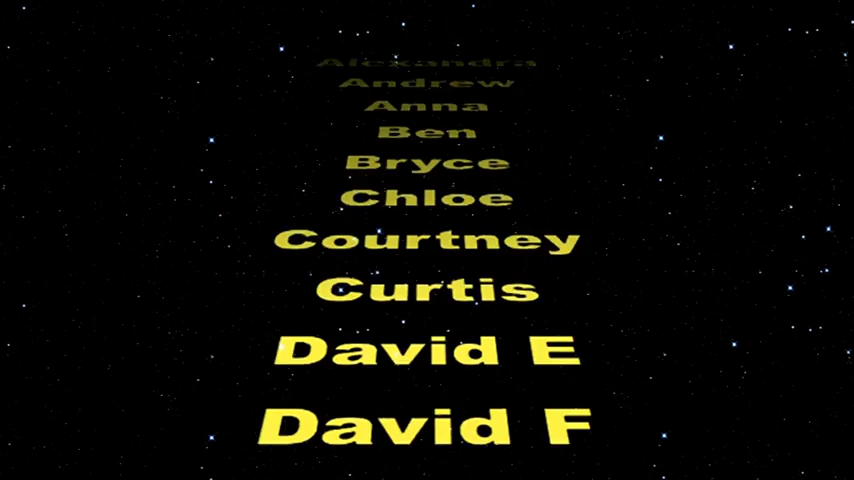 Alexandra
Andrew
Anna
Ben
Bryce
Chloe
Courtney
Curtis
David E
David F